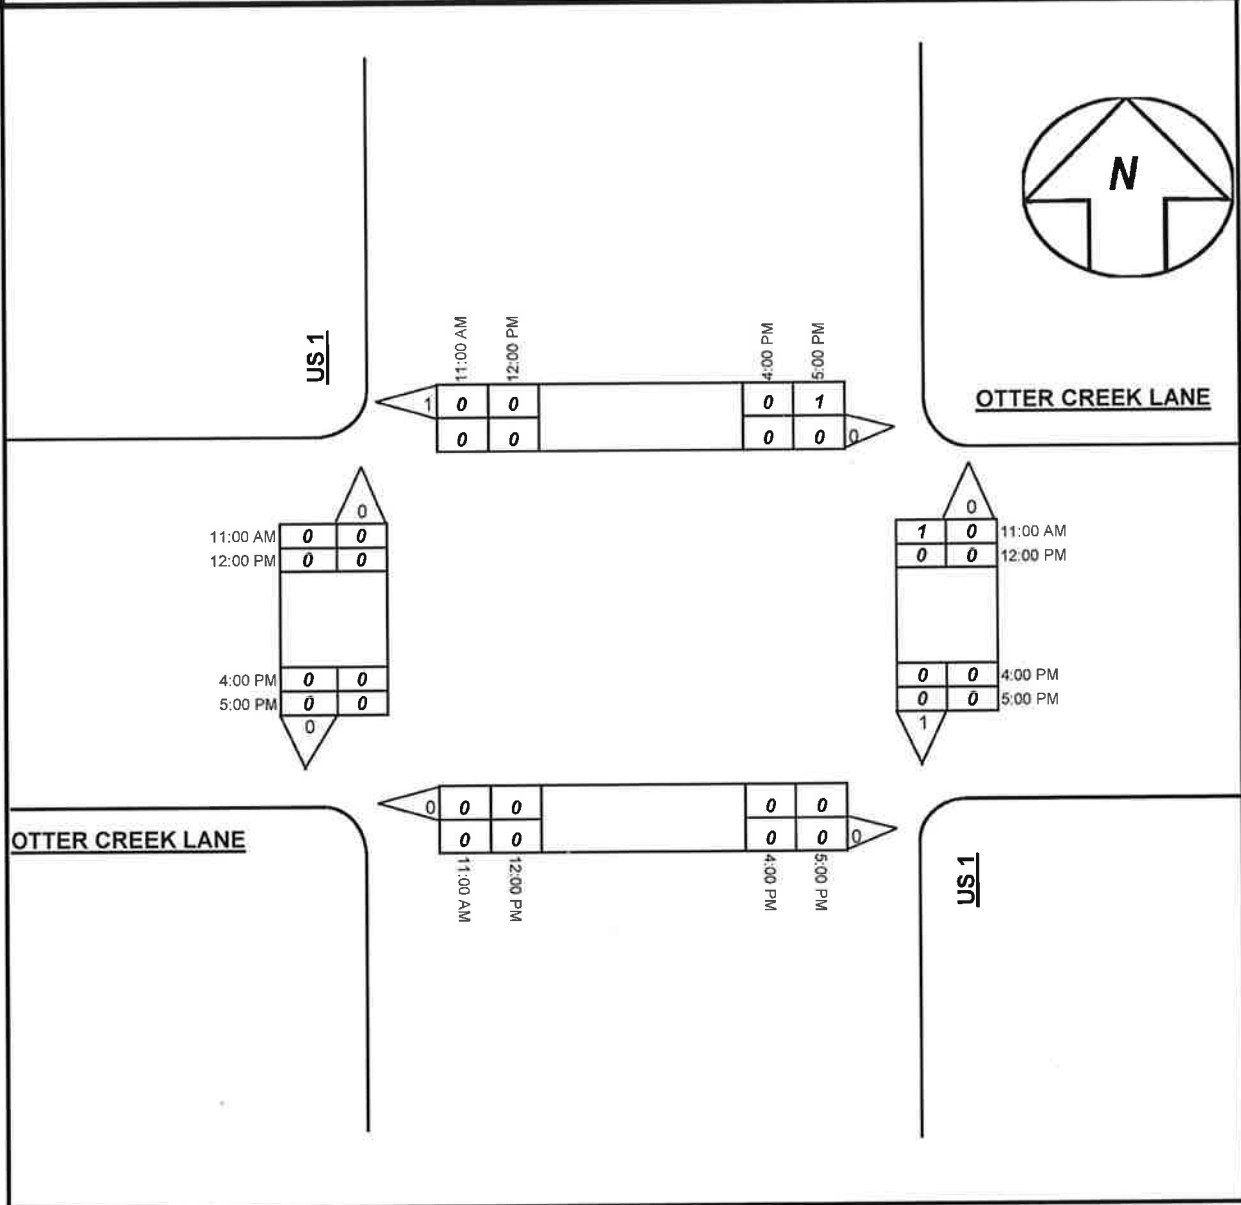 N
US 1
11:00 AM
12:00 PM
4:00 PM
5:00 PM
OTTER CREEK LANE
1 0 0 0 1
0 0 0 0 0
0
11:00 AM 0 0
12:00 PM 0 0
4:00 PM 0 0
5:00 PM 0 0
0
0
1 0 11:00 AM
0 0 12:00 PM
0 0 4:00 PM
0 0 5:00 PM
1
0 0 0 0 0
0 0 0 0 0
11:00 AM
12:00 PM
4:00 PM
5:00 PM
OTTER CREEK LANE
US 1